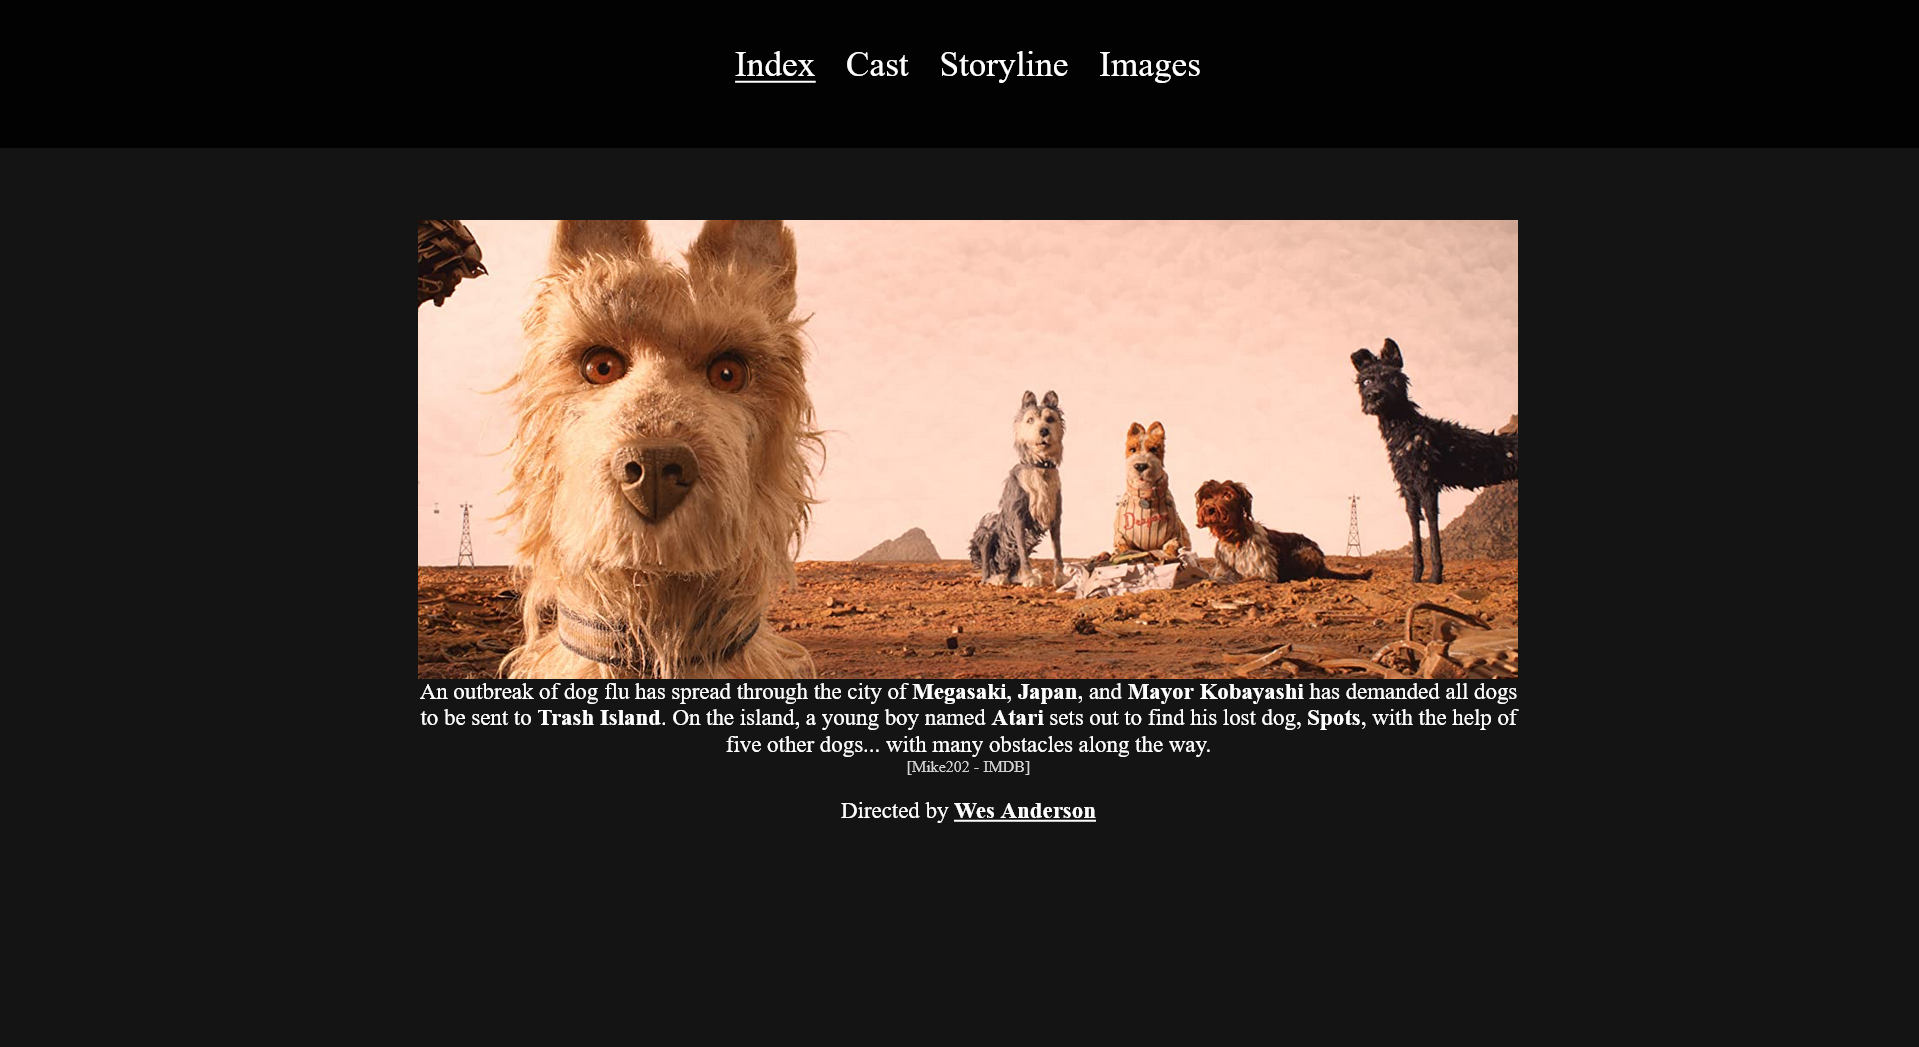 Index Cast Storyline Images
Dragons
An outbreak of dog flu has spread through the city of Megasaki, Japan, and Mayor Kobayashi has demanded all dogs
to be sent to Trash Island. On the island, a young boy named Atari sets out to find his lost dog, Spots, with the help of
five other dogs... with many obstacles along the way.
[Mike202 - IMDB]
Directed by Wes Anderson